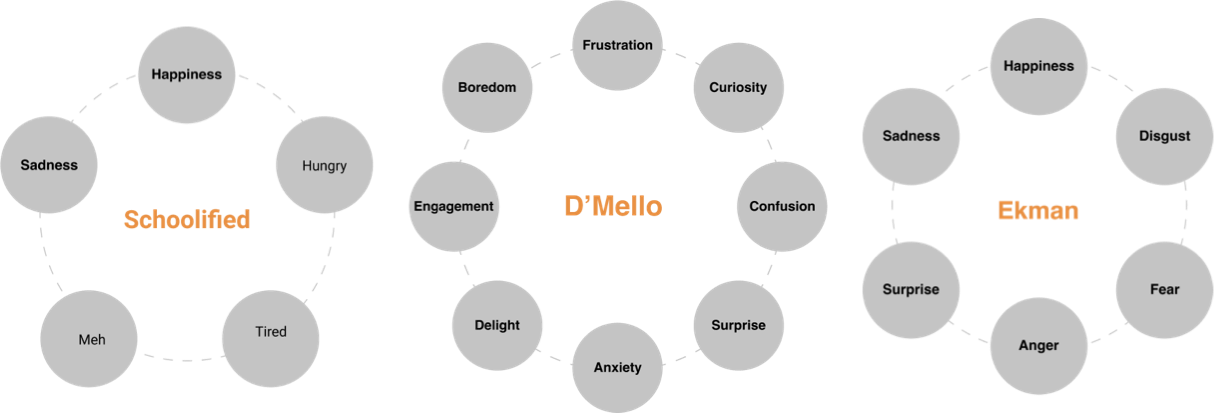 Happiness
Sadness
Hungry
Schoolified
Meh
Tired
Frustration
Boredom
Curiosity
Engagement
D’Mello
Confusion
Delight
Surprise
Anxiety
Happiness
Sadness
Disgust
Ekman
Surprise
Fear
Anger